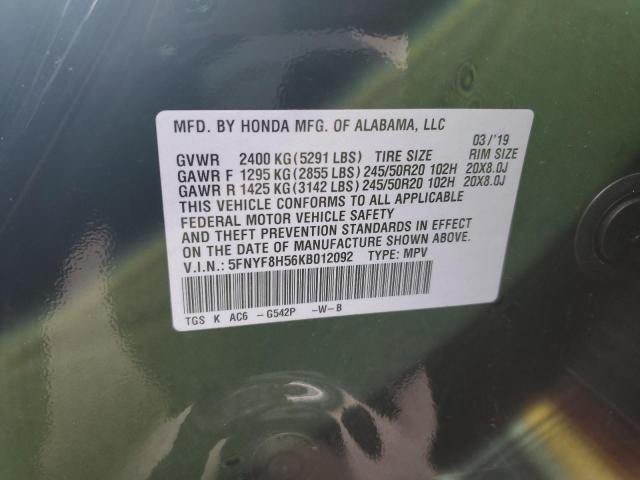 MFD. BY HONDA MFG. OF ALABAMA, LLC
03 /'19
GVWR 2400 KG(5291 LBS) TIRE SIZE RIM SIZE
GAWR F 1295 KG(2855 LBS) 245/50R20 102H 20X8.0J
GAWR R 1425 KG(3142 LBS) 245/50R20 102H 20X8.0J
THIS VEHICLE CONFORMS TO ALL APPLICABLE
FEDERAL MOTOR VEHICLE SAFETY
AND THEFT PREVENTION STANDARDS IN EFFECT
ON THE DATE OF MANUFACTURE SHOWN ABOVE.
V.I.N.: 5FNYF8H56KB012092 TYPE: MPV
TGS K AC6 - G542P -W-B